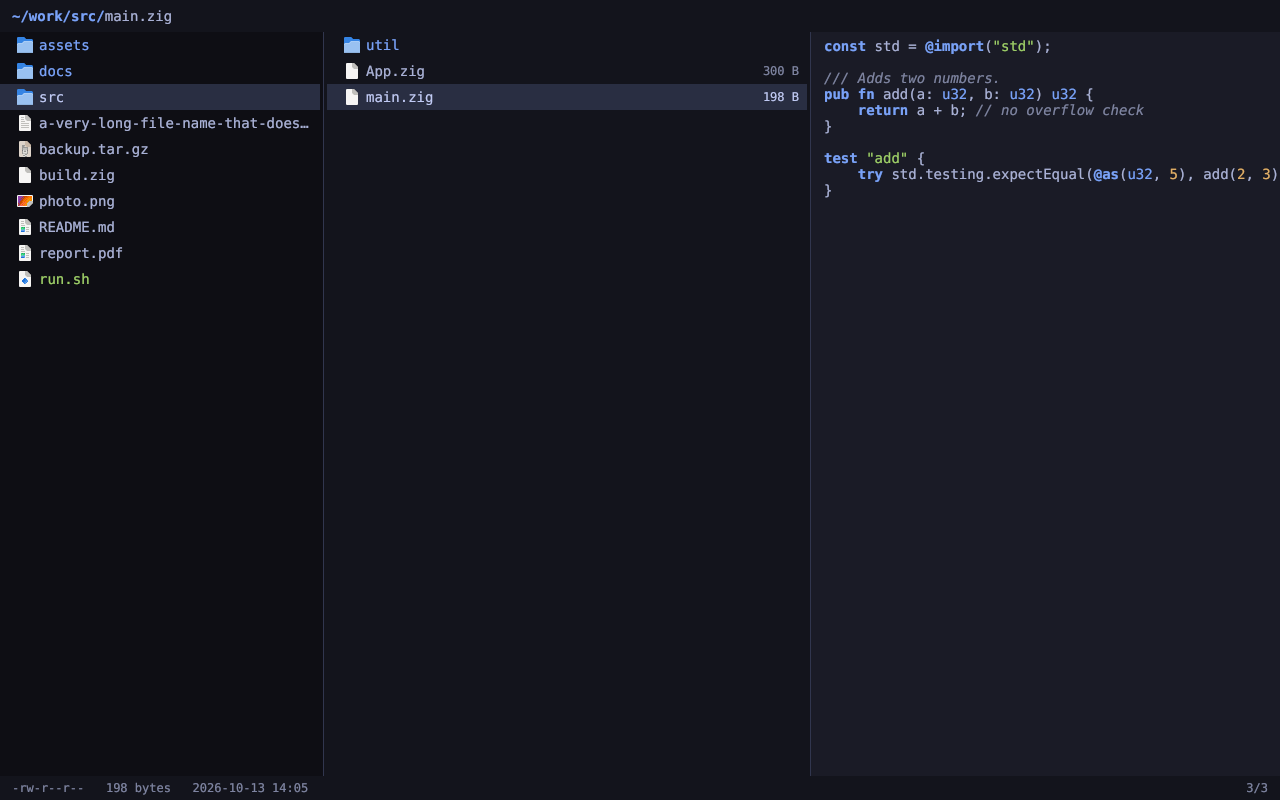 ~/work/src/main.zig
assets
docs
src
a-very-long-file-name-that-does…
backup.tar.gz
build.zig
photo.png
README.md
report.pdf
run.sh
util
App.zig 300 B
main.zig 198 B
const std = @import("std");
/// Adds two numbers.
pub fn add(a: u32, b: u32) u32 {
    return a + b; // no overflow check
}
test "add" {
    try std.testing.expectEqual(@as(u32, 5), add(2, 3)
}
-rw-r--r-- 198 bytes 2026-10-13 14:05 3/3